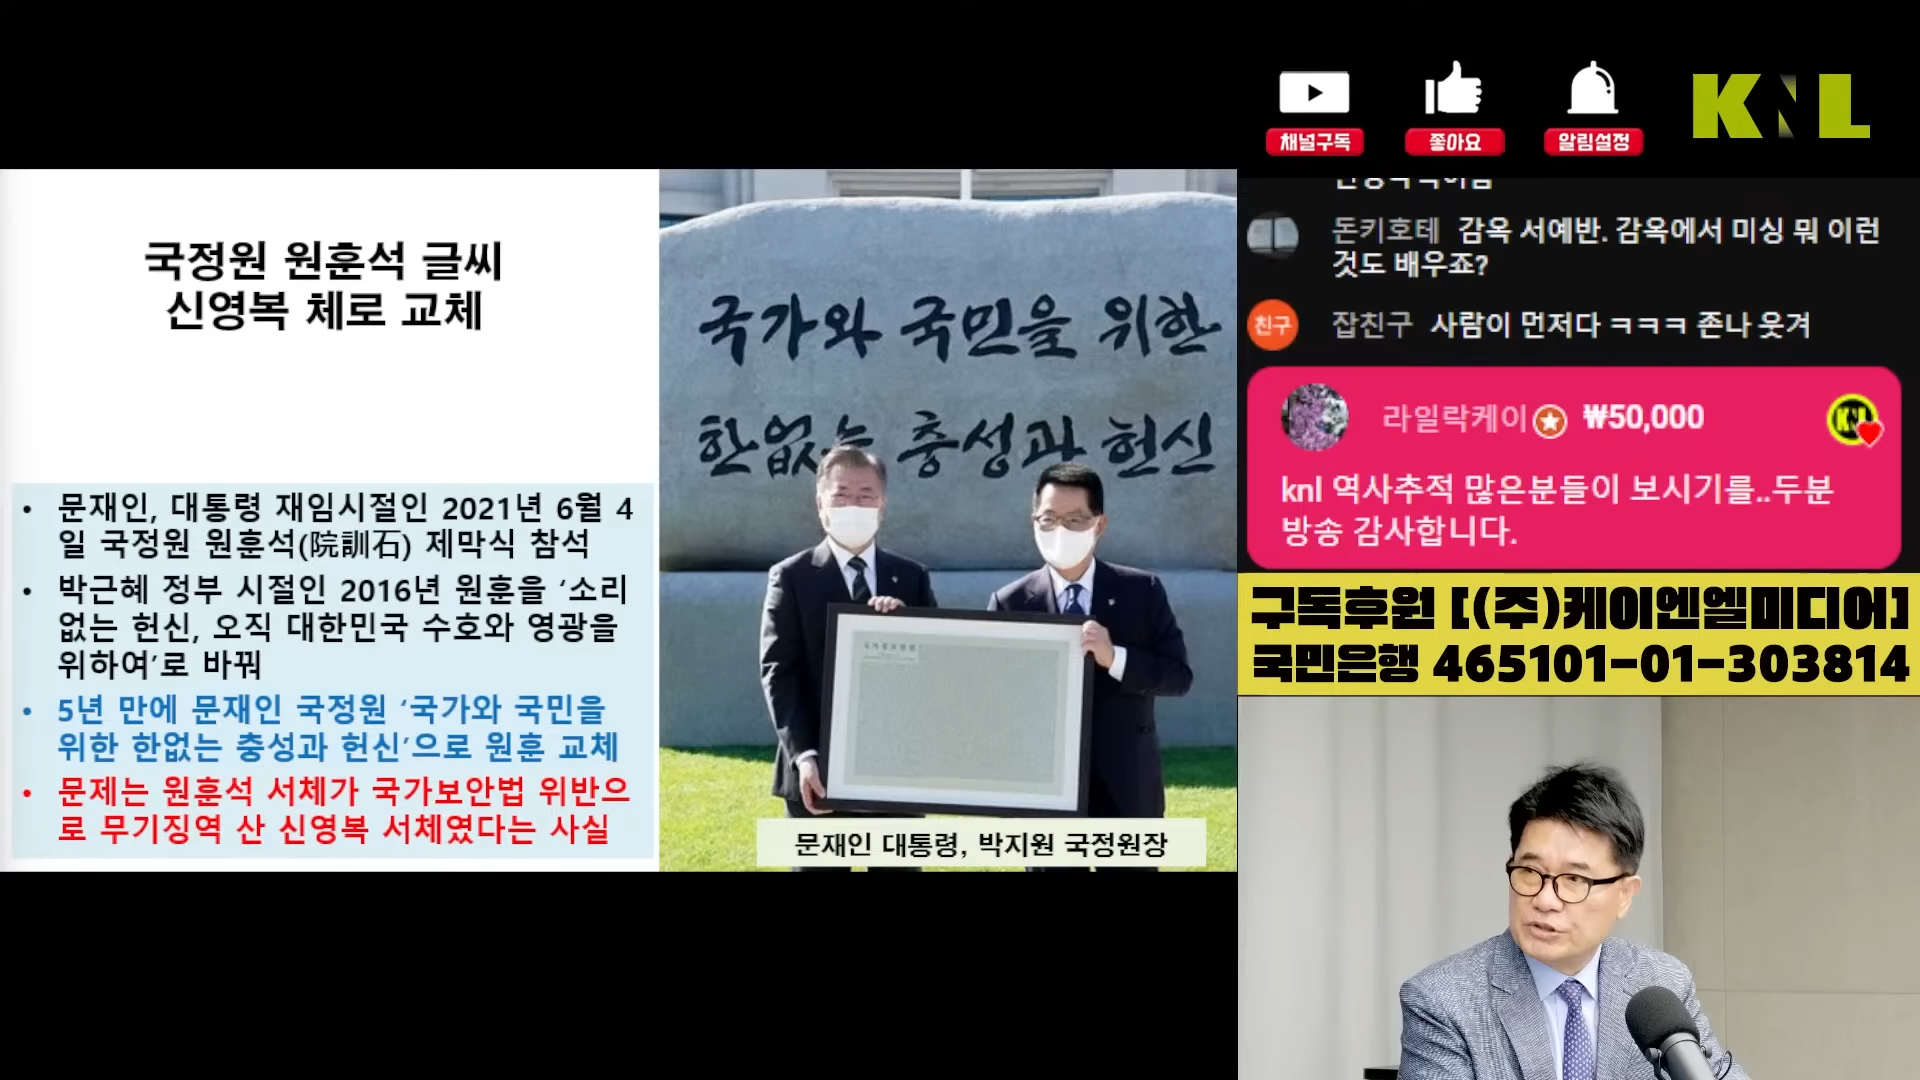 국정원 원훈석 글씨
신영복 체로 교체
• 문재인, 대통령 재임시절인 2021년 6월 4
일 국정원 원훈석(院訓石) 제막식 참석
• 박근혜 정부 시절인 2016년 원훈을 ‘소리
없는 헌신, 오직 대한민국 수호와 영광을
위하여’로 바꿔
• 5년 만에 문재인 국정원 ‘국가와 국민을
위한 한없는 충성과 헌신’으로 원훈 교체
• 문제는 원훈석 서체가 국가보안법 위반으
로 무기징역 산 신영복 서체였다는 사실
국가와 국민을 위한
한없는 충성과 헌신
문재인 대통령, 박지원 국정원장
채널구독
좋아요
알림설정
KNL
돈키호테 감옥 서예반. 감옥에서 미싱 뭐 이런
것도 배우죠?
친구
잡친구 사람이 먼저다 ㅋㅋㅋ 존나 웃겨
라일락케이 ₩50,000
KNL
knl 역사추적 많은분들이 보시기를..두분
방송 감사합니다.
구독후원 [(주)케이엔엘미디어]
국민은행 465101-01-303814